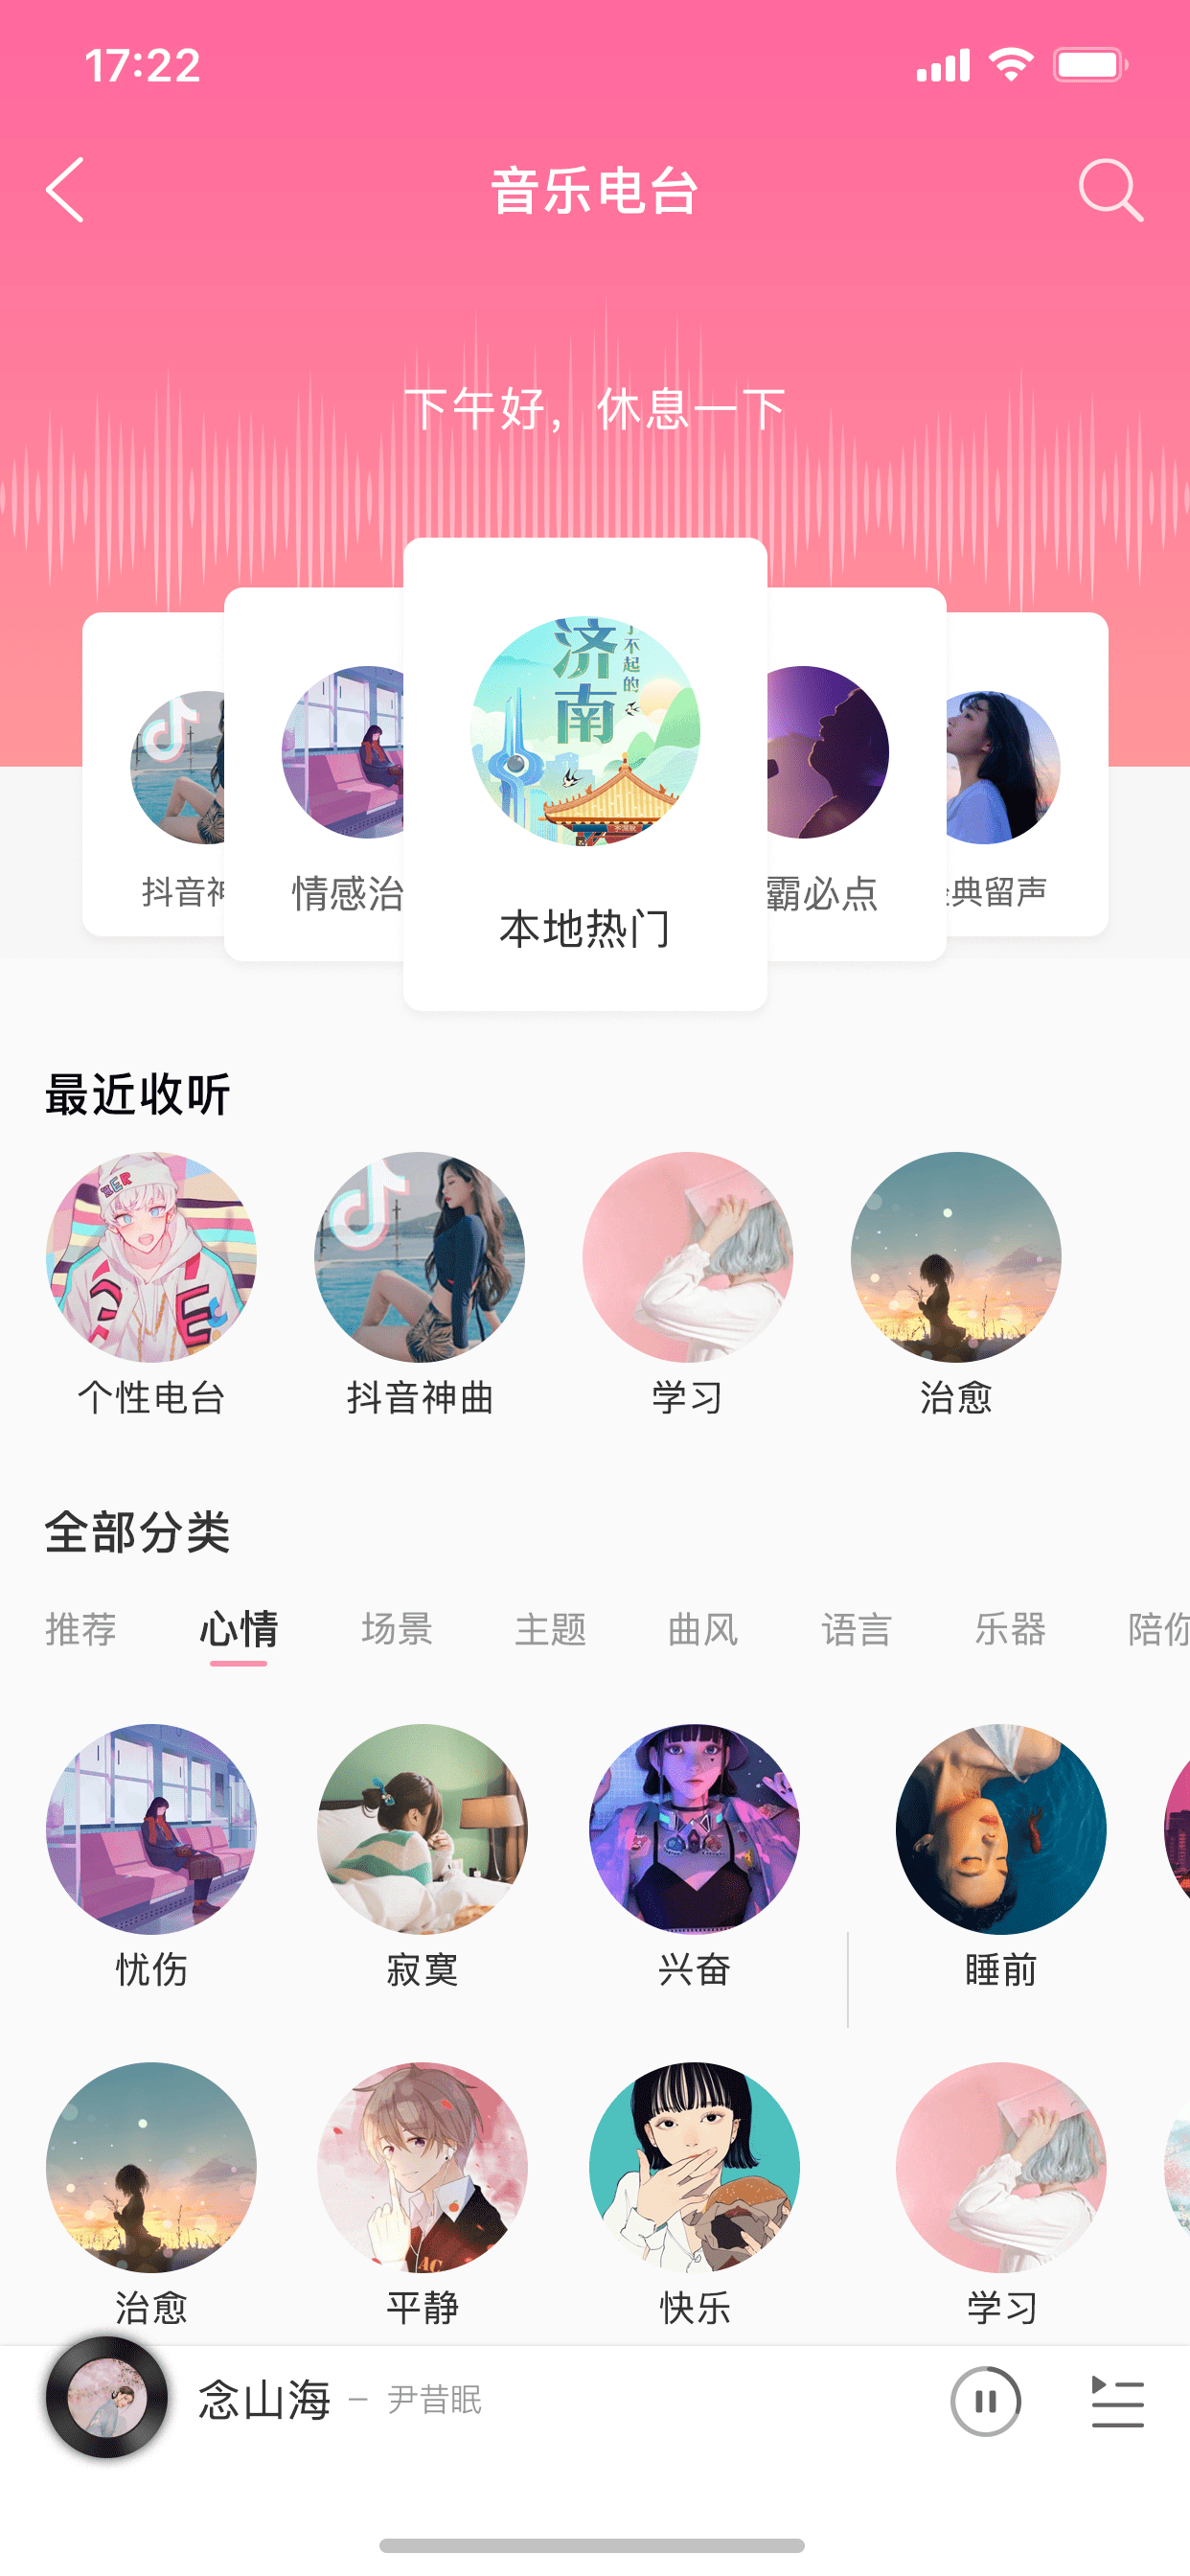 17:22
音乐电台
下午好，休息一下
济南
不起的
抖音神
情感治
本地热门
霸必点
典留声
最近收听
个性电台
抖音神曲
学习
治愈
全部分类
推荐 心情 场景 主题 曲风 语言 乐器 陪你
忧伤
寂寞
兴奋
睡前
治愈
平静
快乐
学习
念山海 – 尹昔眠